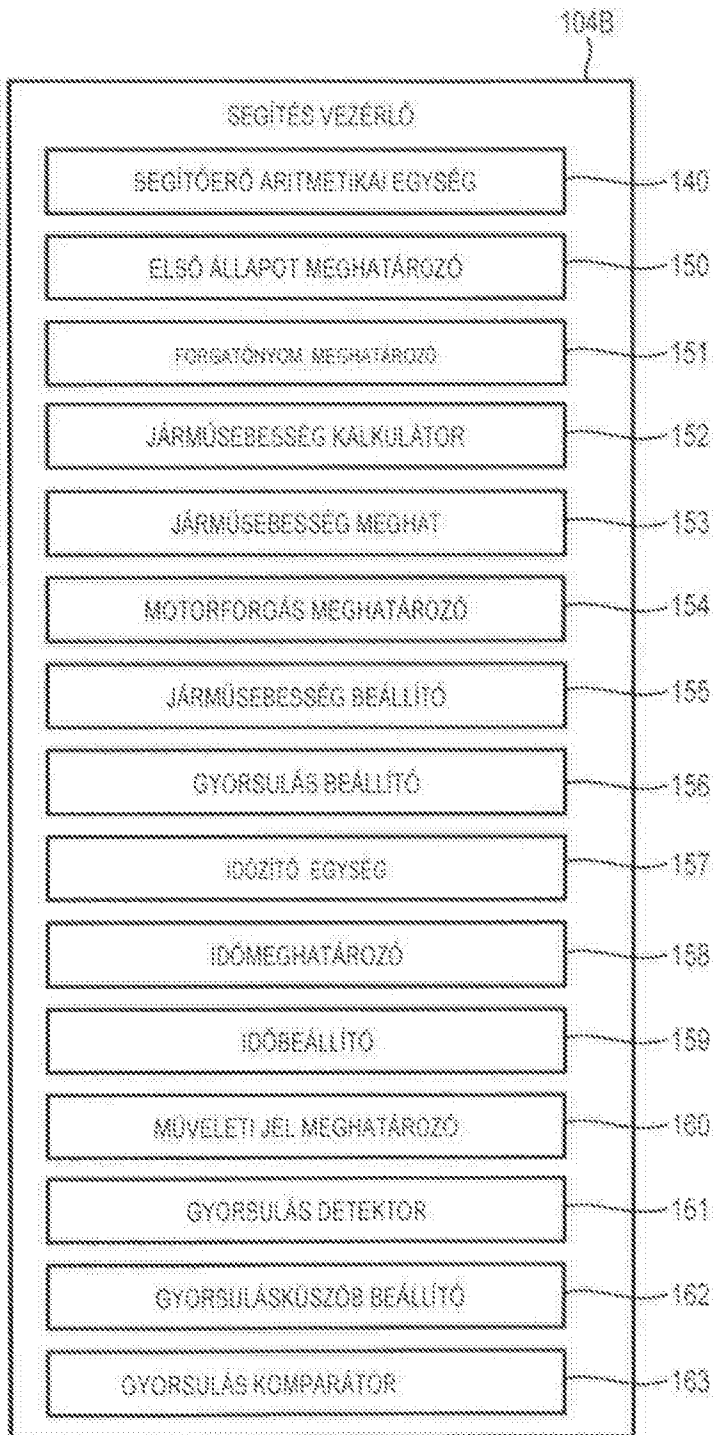 104B
SEGÍTÉS VEZÉRLŐ
SEGÍTŐERŐ ARITMETIKAI EGYSÉG 140
ELSŐ ÁLLAPOT MEGHATÁROZÓ 150
FORGATÓNYOM. MEGHATÁROZÓ 151
JÁRMŰSEBESSÉG KALKULÁTOR 152
JÁRMŰSEBESSÉG MEGHAT 153
MOTORFORGÁS MEGHATÁROZÓ 154
JÁRMŰSEBESSÉG BEÁLLÍTÓ 155
GYORSULÁS BEÁLLÍTÓ 156
IDŐZÍTŐ EGYSÉG 157
IDŐMEGHATÁROZÓ 158
IDŐBEÁLLÍTÓ 159
MŰVELETI JEL MEGHATÁROZÓ 160
GYORSULÁS DETEKTOR 161
GYORSULÁSKÜSZÖB BEÁLLÍTÓ 162
GYORSULÁS KOMPARÁTOR 163